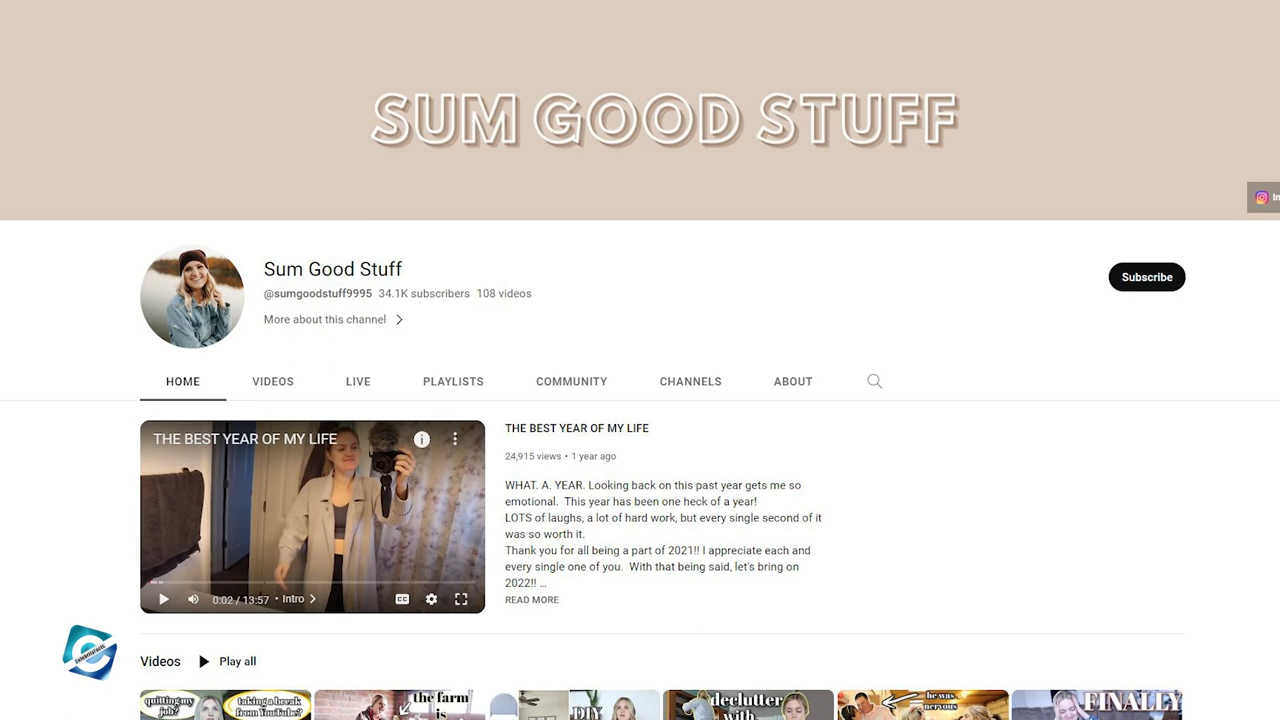 SUM GOOD STUFF
In
Sum Good Stuff
@sumgoodstuff9995 34.1K subscribers 108 videos
More about this channel
Subscribe
HOME VIDEOS LIVE PLAYLISTS COMMUNITY CHANNELS ABOUT
THE BEST YEAR OF MY LIFE
0:02 / 13:57 • Intro
THE BEST YEAR OF MY LIFE
24,915 views • 1 year ago
WHAT. A. YEAR. Looking back on this past year gets me so
emotional. This year has been one heck of a year!
LOTS of laughs, a lot of hard work, but every single second of it
was so worth it.
Thank you for all being a part of 2021!! I appreciate each and
every single one of you. With that being said, let's bring on
2022!! ...
READ MORE
CelebrityFacts
Videos Play all
quitting my
job?
taking a break
from YouTube?
the farm
is
DIY
declutter
with
he was
nervous
FINALLY